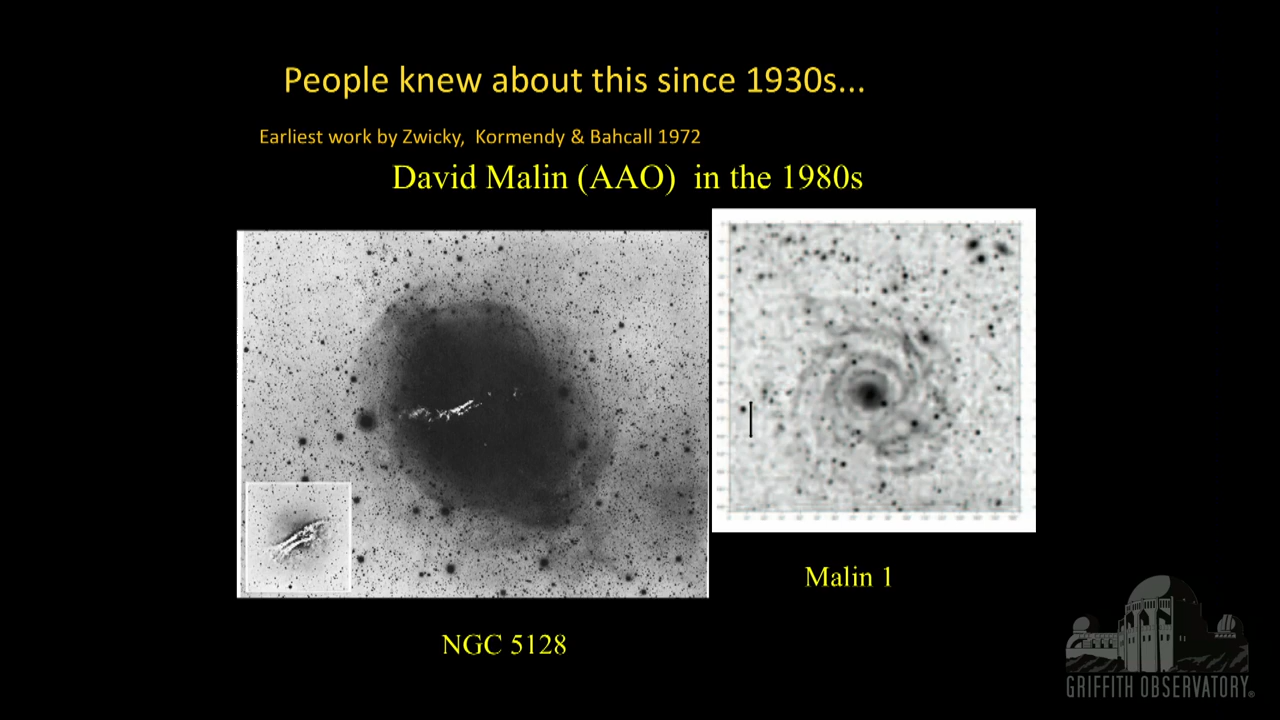 People knew about this since 1930s...
Earliest work by Zwicky, Kormendy & Bahcall 1972
David Malin (AAO) in the 1980s
Malin 1
NGC 5128
GRIFFITH OBSERVATORY®